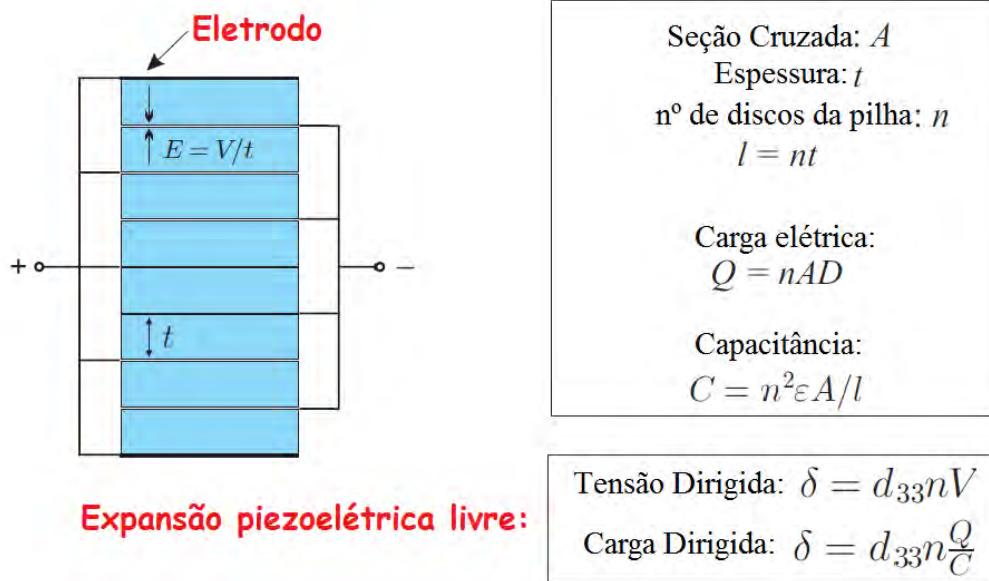 Eletrodo
E = V/t
+
−
t
Expansão piezoelétrica livre:
Seção Cruzada: A
Espessura: t
nº de discos da pilha: n
l = nt
Carga elétrica:
Q = nAD
Capacitância:
C = n²εA/l
Tensão Dirigida: δ = d₃₃nV
Carga Dirigida: δ = d₃₃n Q/C